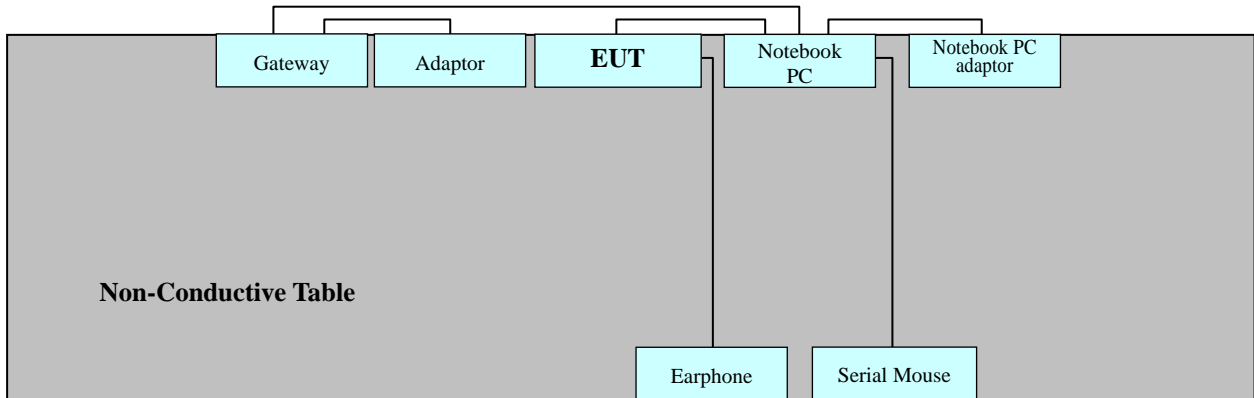 Gateway
Adaptor
EUT
Notebook
PC
Notebook PC
adaptor
Non-Conductive Table
Earphone
Serial Mouse